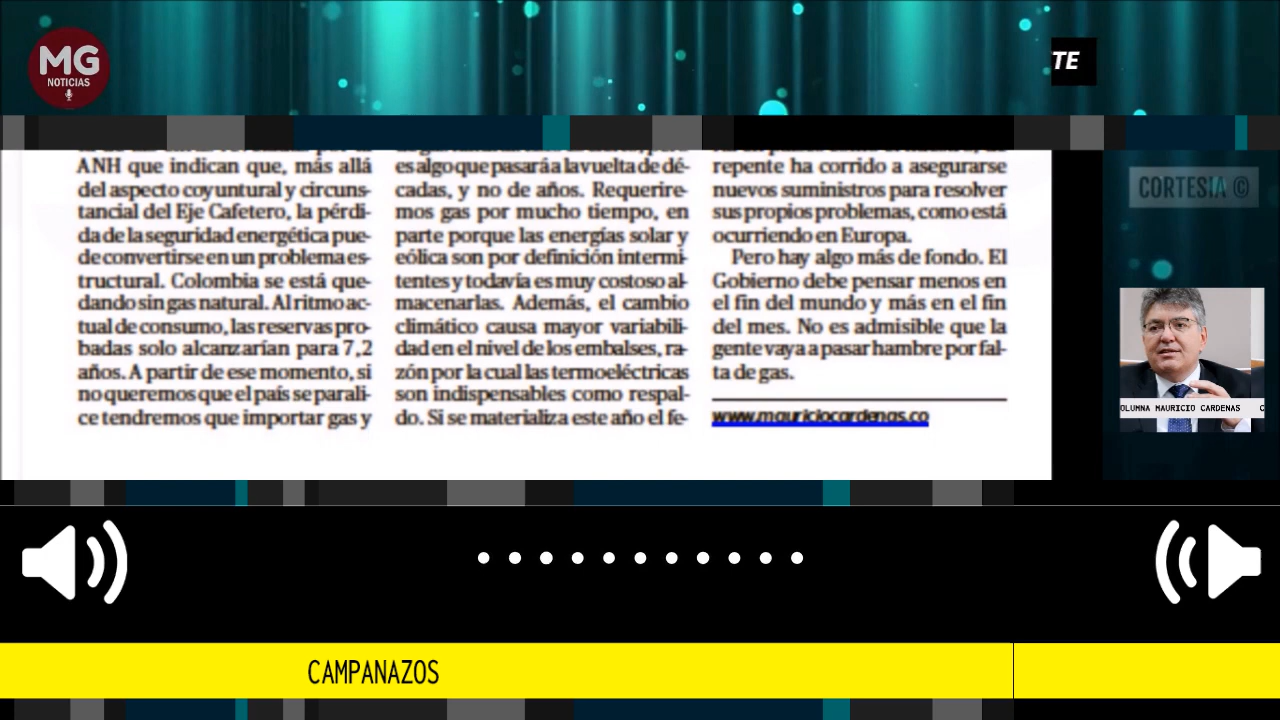 MG
NOTICIAS
TE
ANH que indican que, más allá
del aspecto coyuntural y circuns-
tancial del Eje Cafetero, la pérdi-
da de la seguridad energética pue-
de convertirse en un problema es-
tructural. Colombia se está que-
dando sin gas natural. Al ritmo ac-
tual de consumo, las reservas pro-
badas solo alcanzarían para 7,2
años. A partir de ese momento, si
no queremos que el país se parali-
ce tendremos que importar gas y
es algo que pasará a la vuelta de dé-
cadas, y no de años. Requerire-
mos gas por mucho tiempo, en
parte porque las energías solar y
eólica son por definición intermi-
tentes y todavía es muy costoso al-
macenarlas. Además, el cambio
climático causa mayor variabili-
dad en el nivel de los embalses, ra-
zón por la cual las termoeléctricas
son indispensables como respal-
do. Si se materializa este año el fe-
repente ha corrido a asegurarse
nuevos suministros para resolver
sus propios problemas, como está
ocurriendo en Europa.
Pero hay algo más de fondo. El
Gobierno debe pensar menos en
el fin del mundo y más en el fin
del mes. No es admisible que la
gente vaya a pasar hambre por fal-
ta de gas.
www.mauriciocardenas.co
CORTESIA ©
OLUMNA MAURICIO CARDENAS C
CAMPANAZOS